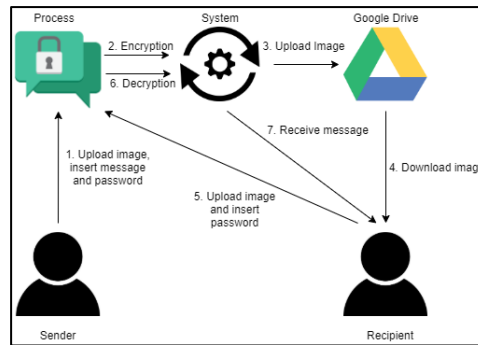 Process
System
Google Drive
2. Encryption
3. Upload Image
6. Decryption
7. Receive message
1. Upload image,
insert message
and password
4. Download imag
5. Upload image
and insert
password
Sender
Recipient